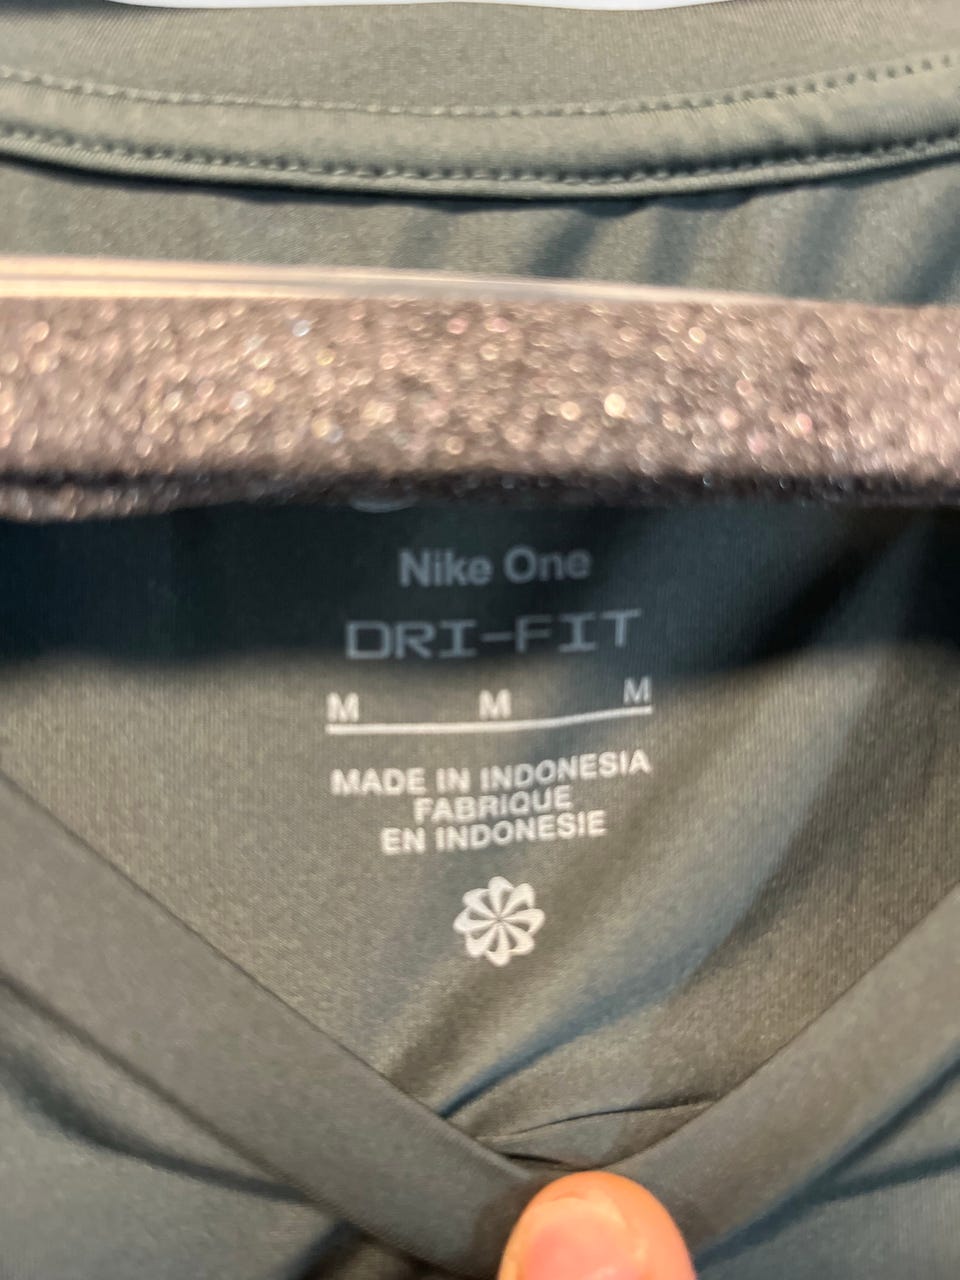 Nike One
DRI-FIT
M M M
MADE IN INDONESIA
FABRIQUE
EN INDONESIE